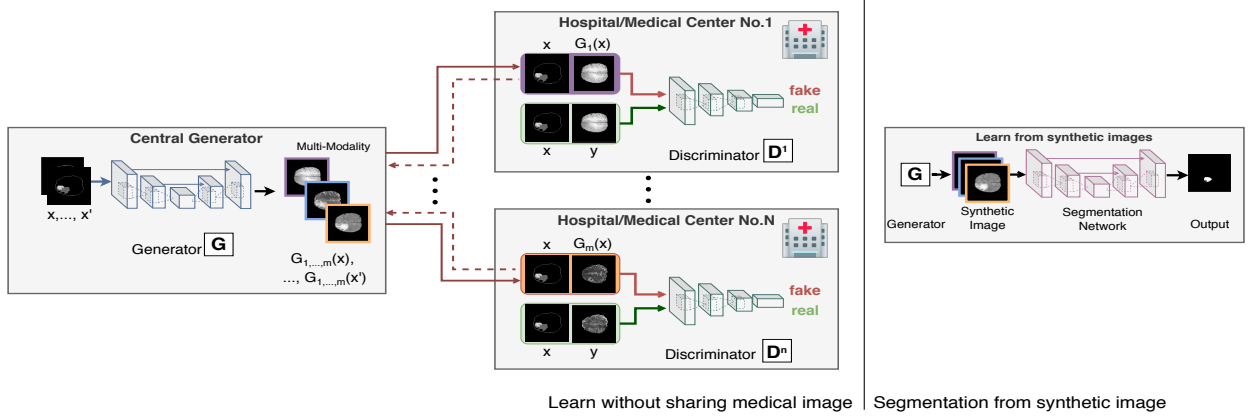 Central Generator
Multi-Modality
x,..., x'
Generator G
G1,...,m(x),
..., G1,...,m(x')
Hospital/Medical Center No.1
x G1(x)
fake
real
x y
Discriminator D¹
Hospital/Medical Center No.N
x Gm(x)
fake
real
x y
Discriminator Dⁿ
Learn without sharing medical image
Learn from synthetic images
G
Generator
Synthetic
Image
Segmentation
Network
Output
Segmentation from synthetic image